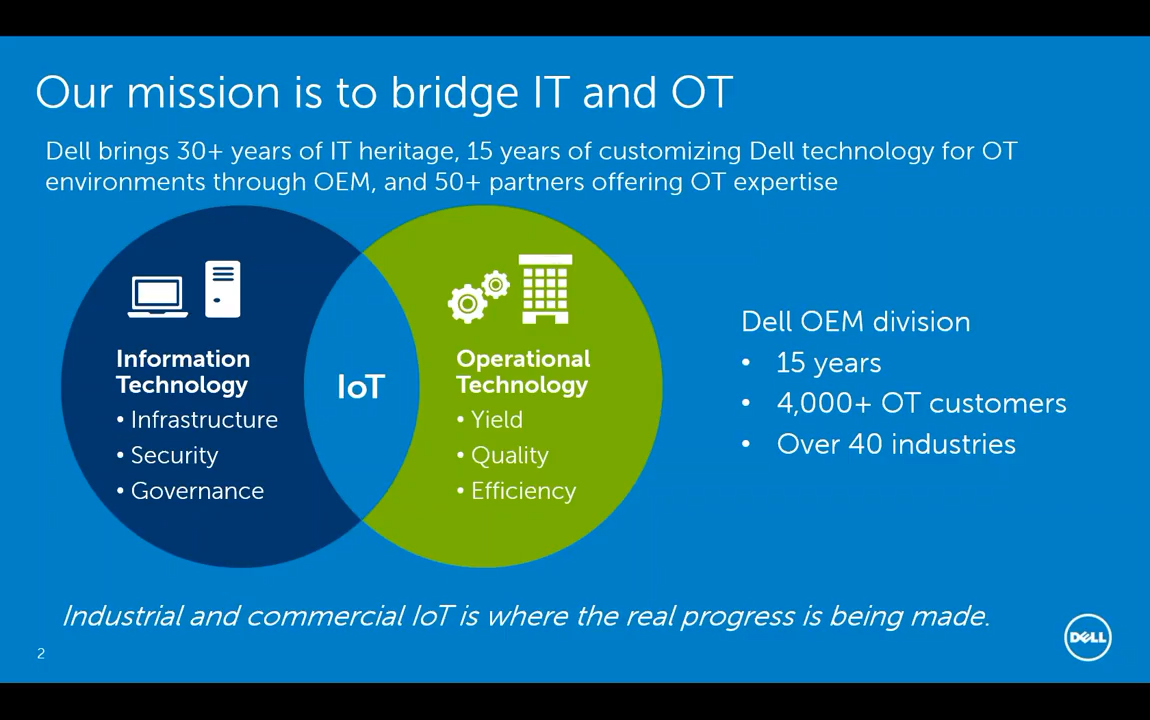 Our mission is to bridge IT and OT
Dell brings 30+ years of IT heritage, 15 years of customizing Dell technology for OT
environments through OEM, and 50+ partners offering OT expertise
Information
Technology
• Infrastructure
• Security
• Governance
IoT
Operational
Technology
• Yield
• Quality
• Efficiency
Dell OEM division
• 15 years
• 4,000+ OT customers
• Over 40 industries
Industrial and commercial IoT is where the real progress is being made.
2
DELL